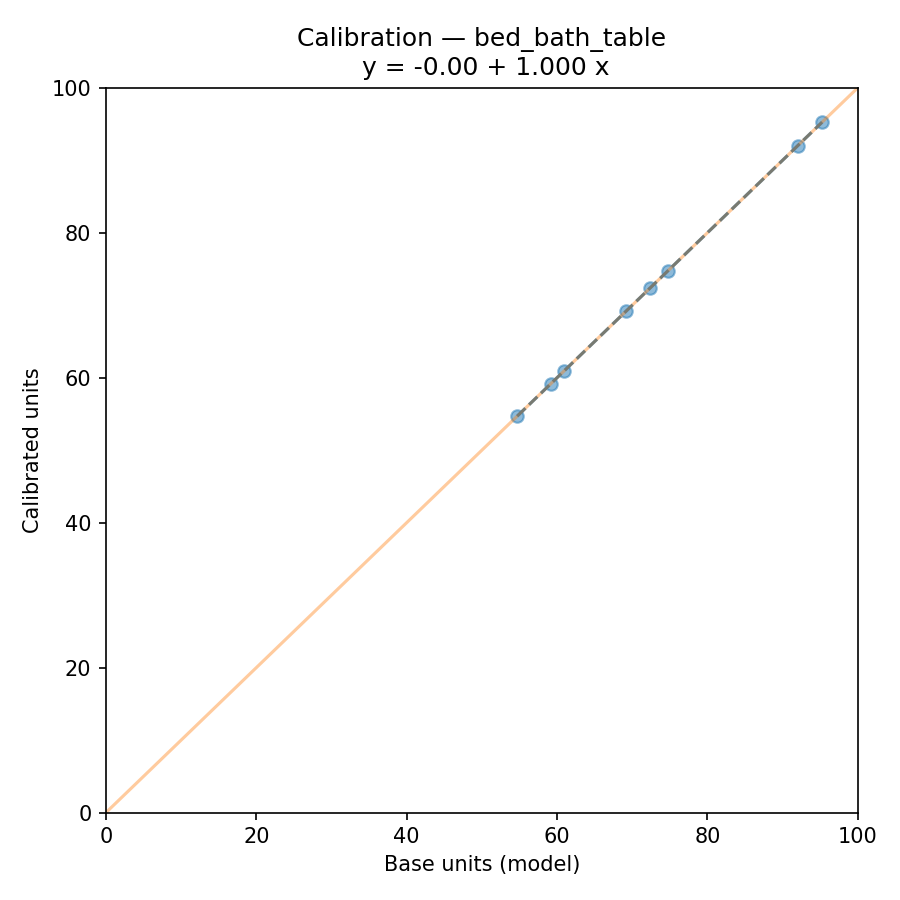 Calibration — bed_bath_table
y = -0.00 + 1.000 x
100
80
60
40
20
0
Calibrated units
0 20 40 60 80 100
Base units (model)